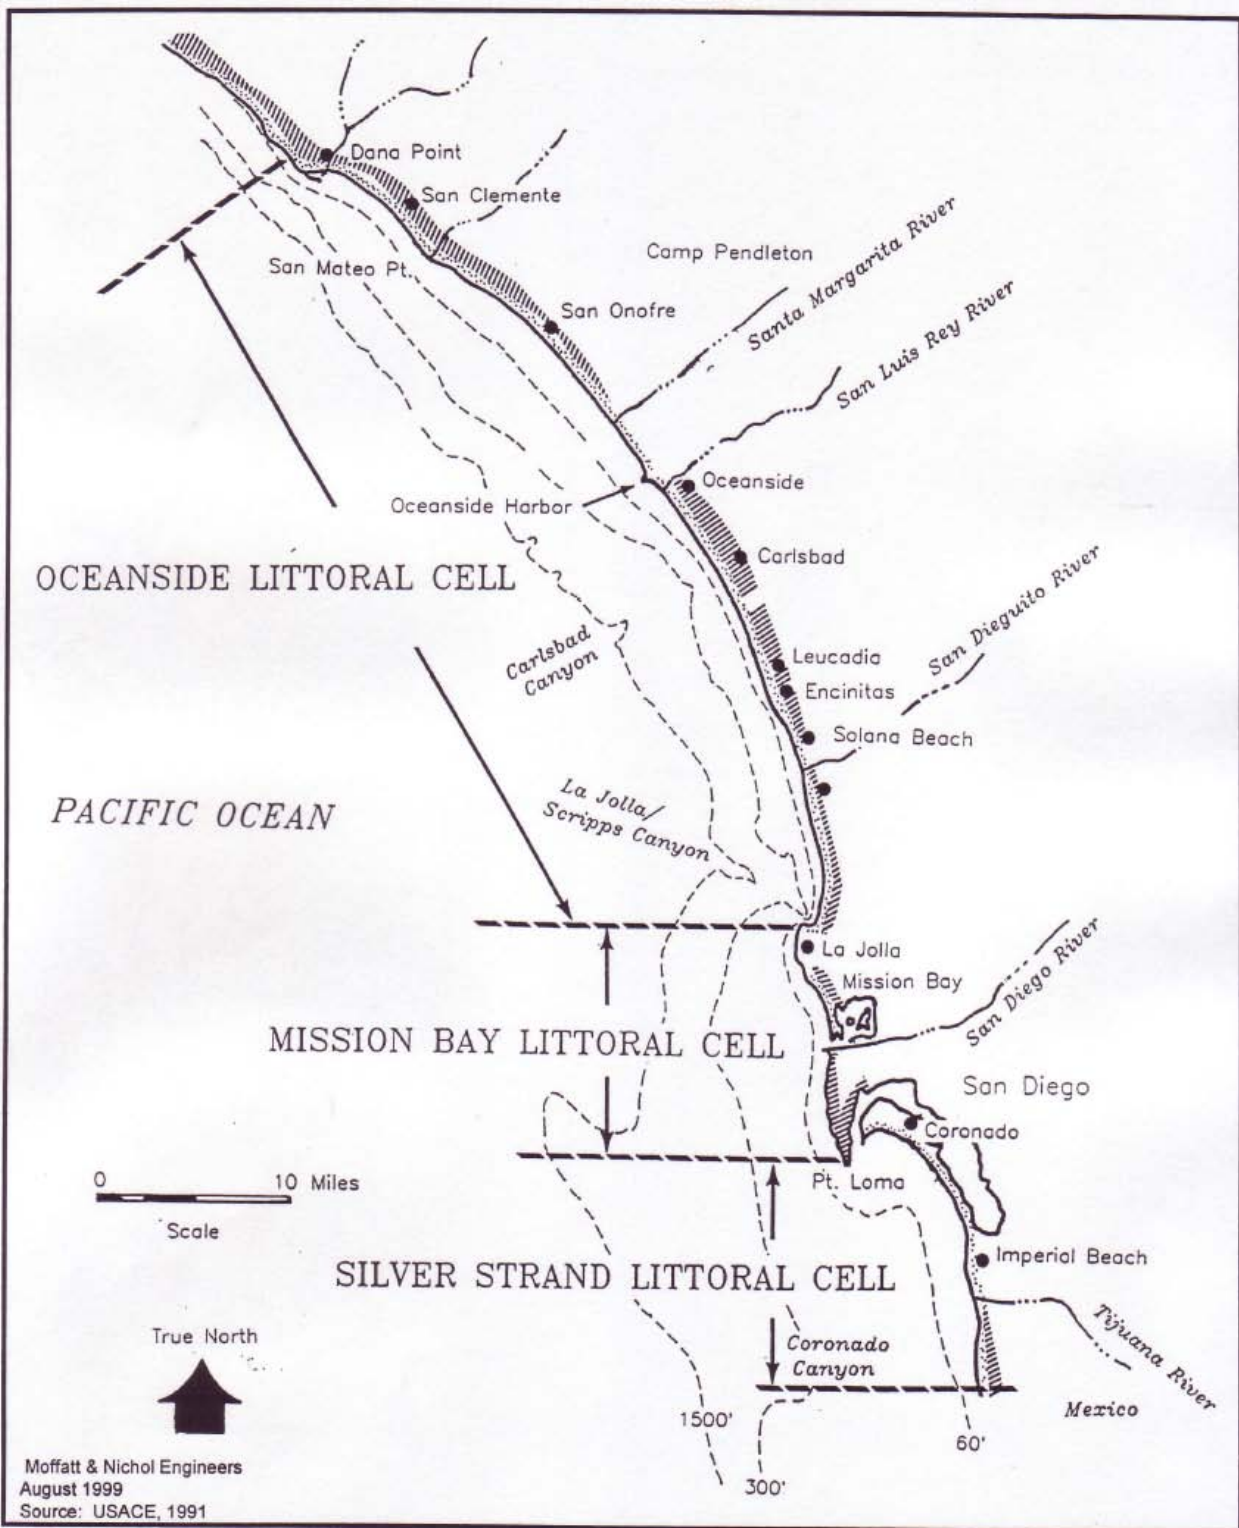 Dana Point
San Clemente
Camp Pendleton
Santa Margarita River
San Mateo Pt.
San Onofre
San Luis Rey River
Oceanside
Oceanside Harbor
Carlsbad
OCEANSIDE LITTORAL CELL
San Dieguito River
Carlsbad
Canyon
Leucadia
Encinitas
Solana Beach
La Jolla/
Scripps Canyon
PACIFIC OCEAN
La Jolla
Mission Bay
San Diego River
MISSION BAY LITTORAL CELL
San Diego
Coronado
0 10 Miles
Scale
Pt. Loma
Imperial Beach
SILVER STRAND LITTORAL CELL
Tijuana River
True North
Coronado
Canyon
Mexico
1500'
60'
300'
Moffatt & Nichol Engineers
August 1999
Source: USACE, 1991